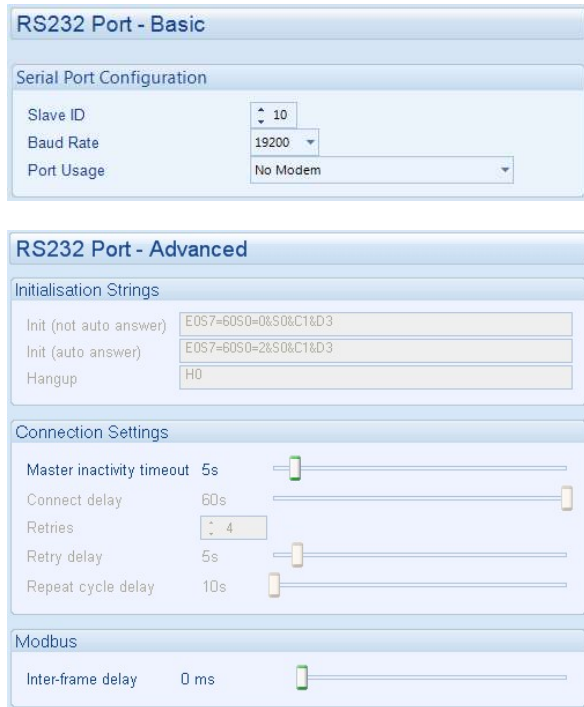 RS232 Port - Basic
Serial Port Configuration
Slave ID 10
Baud Rate 19200
Port Usage No Modem
RS232 Port - Advanced
Initialisation Strings
Init (not auto answer) E0S7=60S0=0&S0&C1&D3
Init (auto answer) E0S7=60S0=2&S0&C1&D3
Hangup H0
Connection Settings
Master inactivity timeout 5s
Connect delay 60s
Retries 4
Retry delay 5s
Repeat cycle delay 10s
Modbus
Inter-frame delay 0 ms